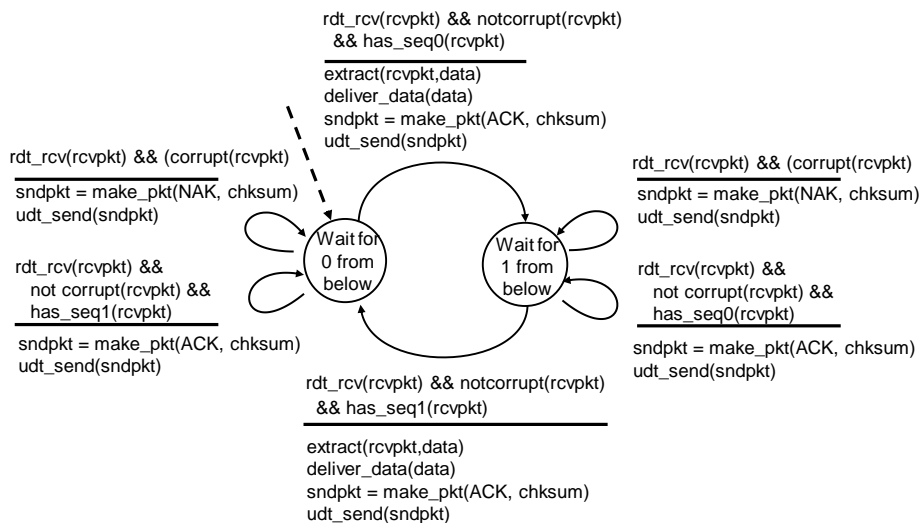 rdt_rcv(rcvpkt) && notcorrupt(rcvpkt)
&& has_seq0(rcvpkt)
extract(rcvpkt,data)
deliver_data(data)
sndpkt = make_pkt(ACK, chksum)
udt_send(sndpkt)
rdt_rcv(rcvpkt) && (corrupt(rcvpkt)
sndpkt = make_pkt(NAK, chksum)
udt_send(sndpkt)
rdt_rcv(rcvpkt) &&
not corrupt(rcvpkt) &&
has_seq1(rcvpkt)
sndpkt = make_pkt(ACK, chksum)
udt_send(sndpkt)
Wait for
0 from
below
Wait for
1 from
below
rdt_rcv(rcvpkt) && (corrupt(rcvpkt)
sndpkt = make_pkt(NAK, chksum)
udt_send(sndpkt)
rdt_rcv(rcvpkt) &&
not corrupt(rcvpkt) &&
has_seq0(rcvpkt)
sndpkt = make_pkt(ACK, chksum)
udt_send(sndpkt)
rdt_rcv(rcvpkt) && notcorrupt(rcvpkt)
&& has_seq1(rcvpkt)
extract(rcvpkt,data)
deliver_data(data)
sndpkt = make_pkt(ACK, chksum)
udt_send(sndpkt)